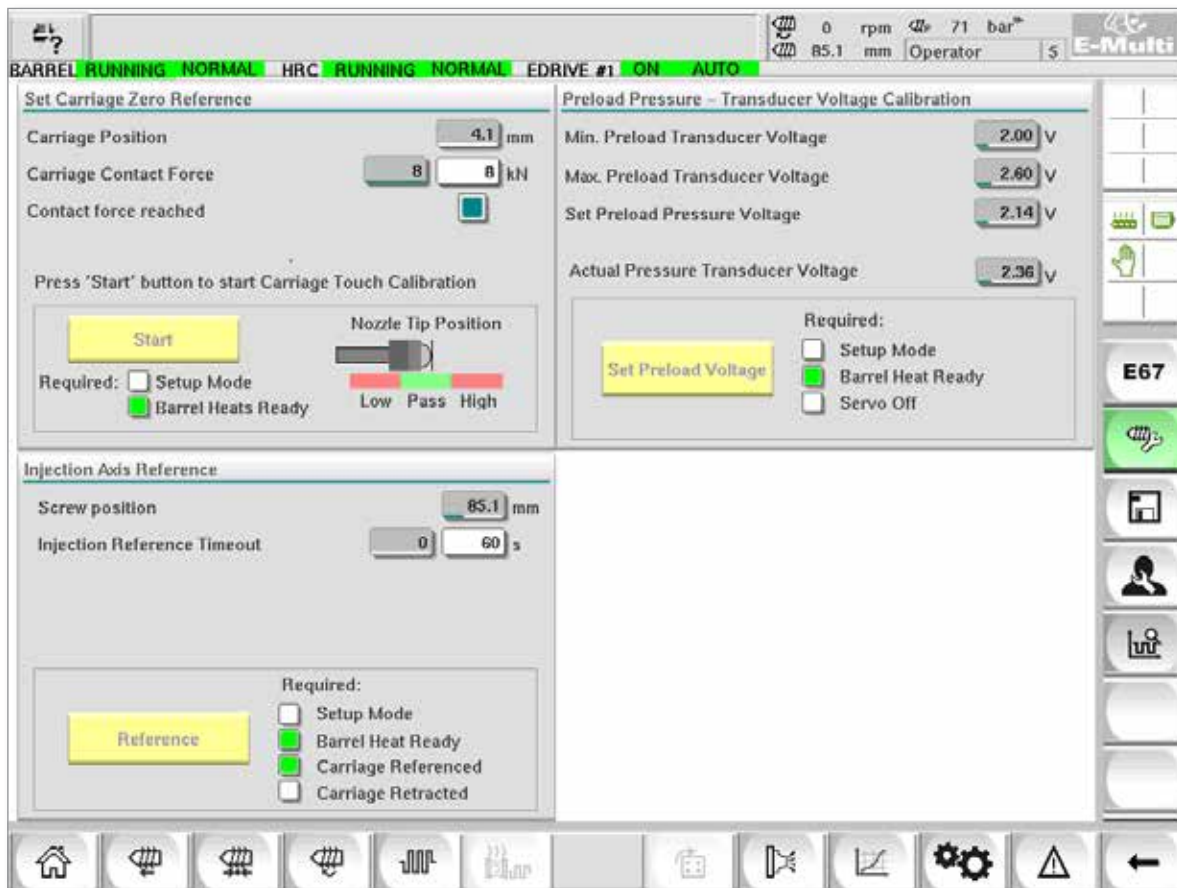 ?
0 rpm 71 bar
85.1 mm Operator 5
E-Multi
BARREL RUNNING NORMAL HRC RUNNING NORMAL EDRIVE #1 ON AUTO
Set Carriage Zero Reference
Carriage Position 4.1 mm
Carriage Contact Force 8 8 kN
Contact force reached
Press 'Start' button to start Carriage Touch Calibration
Start
Required: Setup Mode
Barrel Heats Ready
Nozzle Tip Position
Low Pass High
Preload Pressure - Transducer Voltage Calibration
Min. Preload Transducer Voltage 2.00 V
Max. Preload Transducer Voltage 2.60 V
Set Preload Pressure Voltage 2.14 V
Actual Pressure Transducer Voltage 2.36 V
Set Preload Voltage
Required:
Setup Mode
Barrel Heat Ready
Servo Off
Injection Axis Reference
Screw position 85.1 mm
Injection Reference Timeout 0 60 s
Reference
Required:
Setup Mode
Barrel Heat Ready
Carriage Referenced
Carriage Retracted
E67